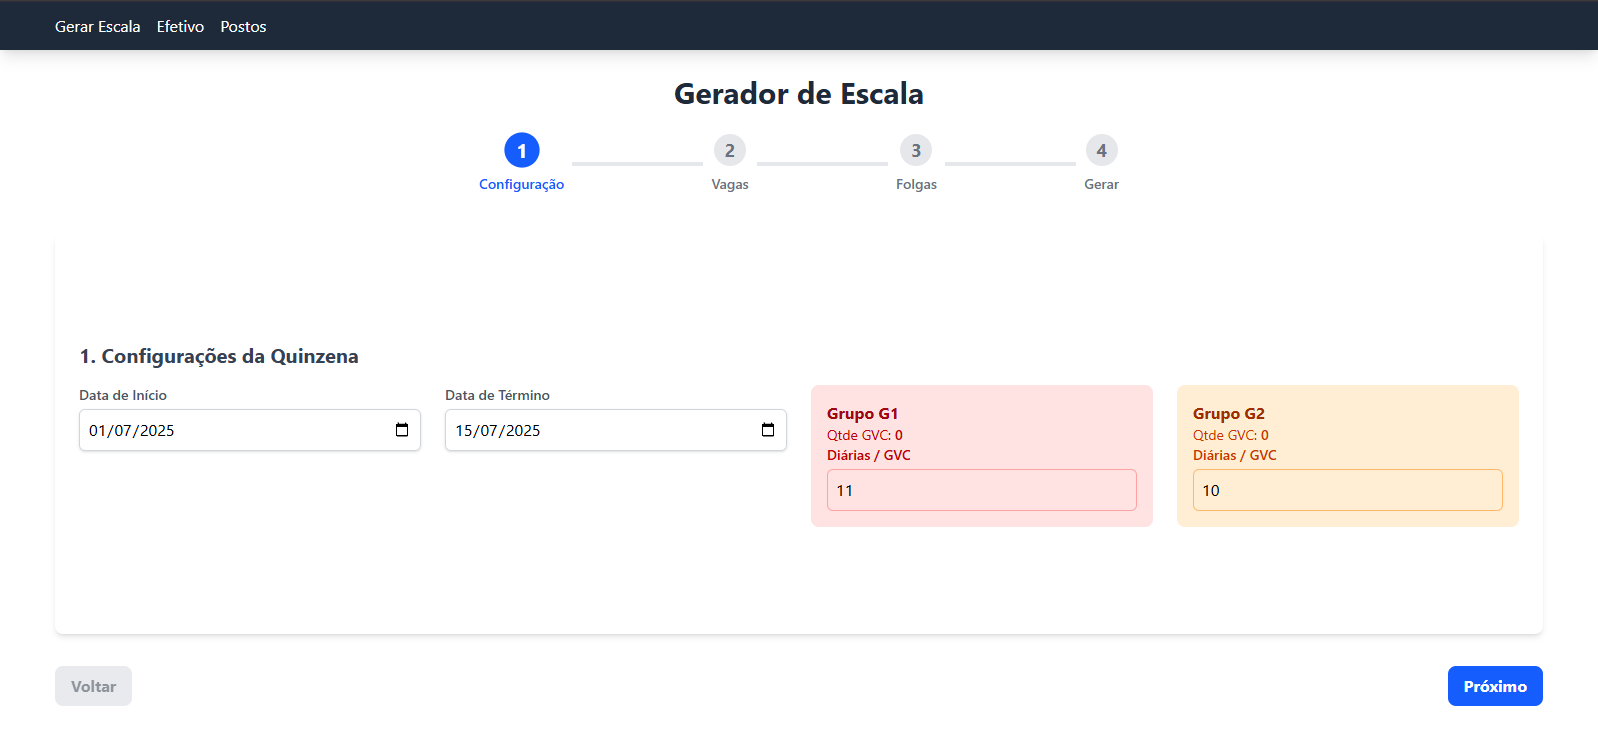 Gerar Escala Efetivo Postos
Gerador de Escala
1 2 3 4
Configuração Vagas Folgas Gerar
1. Configurações da Quinzena
Data de Início
01/07/2025
Data de Término
15/07/2025
Grupo G1
Qtde GVC: 0
Diárias / GVC
11
Grupo G2
Qtde GVC: 0
Diárias / GVC
10
Voltar
Próximo